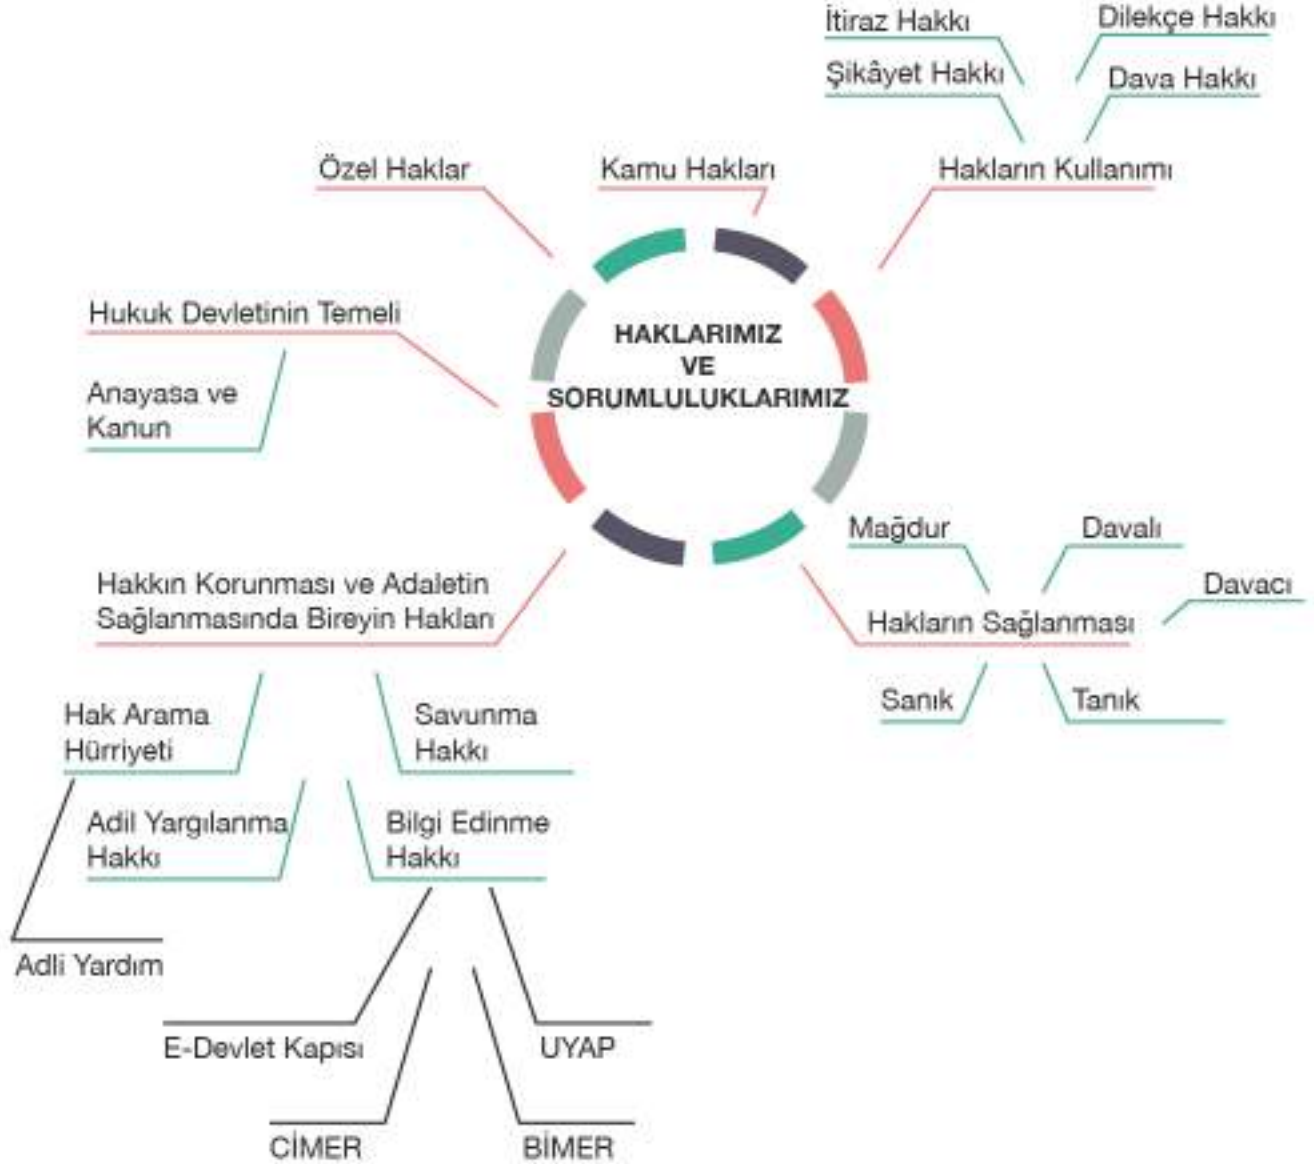 İtiraz Hakkı
Dilekçe Hakkı
Şikâyet Hakkı
Dava Hakkı
Özel Haklar
Kamu Hakları
Hakların Kullanımı
Hukuk Devletinin Temeli
HAKLARIMIZ
VE
SORUMLULUKLARIMIZ
Anayasa ve
Kanun
Mağdur
Davalı
Davacı
Hakların Sağlanması
Sanık
Tanık
Hakkın Korunması ve Adaletin
Sağlanmasında Bireyin Hakları
Hak Arama
Hürriyeti
Savunma
Hakkı
Adil Yargılanma
Hakkı
Bilgi Edinme
Hakkı
Adli Yardım
E-Devlet Kapısı
UYAP
CİMER
BİMER